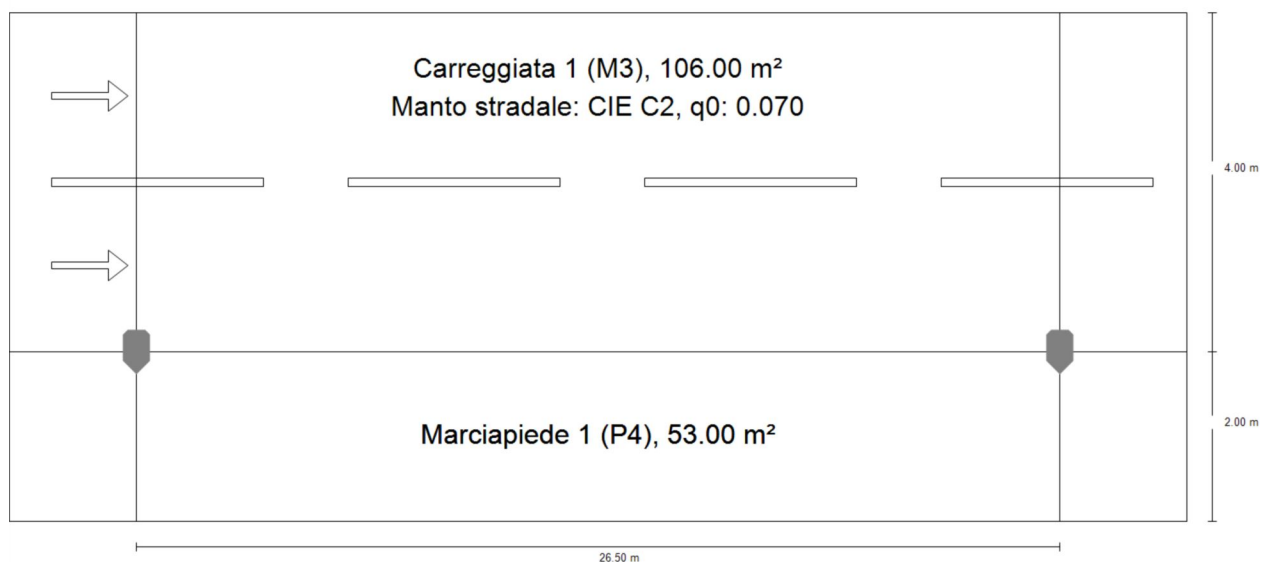 Carreggiata 1 (M3), 106.00 m²
Manto stradale: CIE C2, q0: 0.070
4.00 m
Marciapiede 1 (P4), 53.00 m²
2.00 m
26.50 m